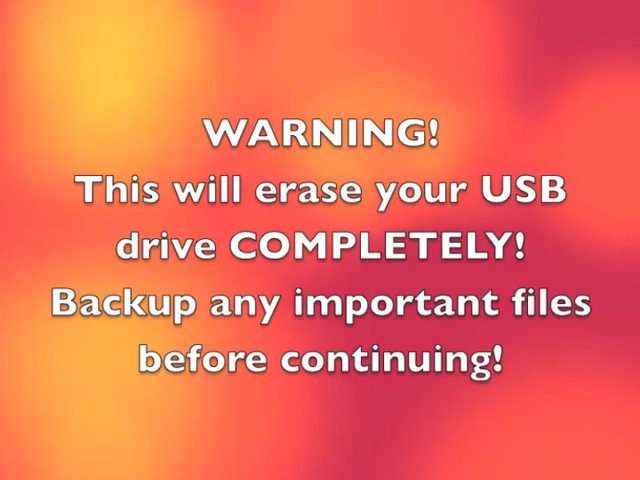 WARNING!
This will erase your USB
drive COMPLETELY!
Backup any important files
before continuing!